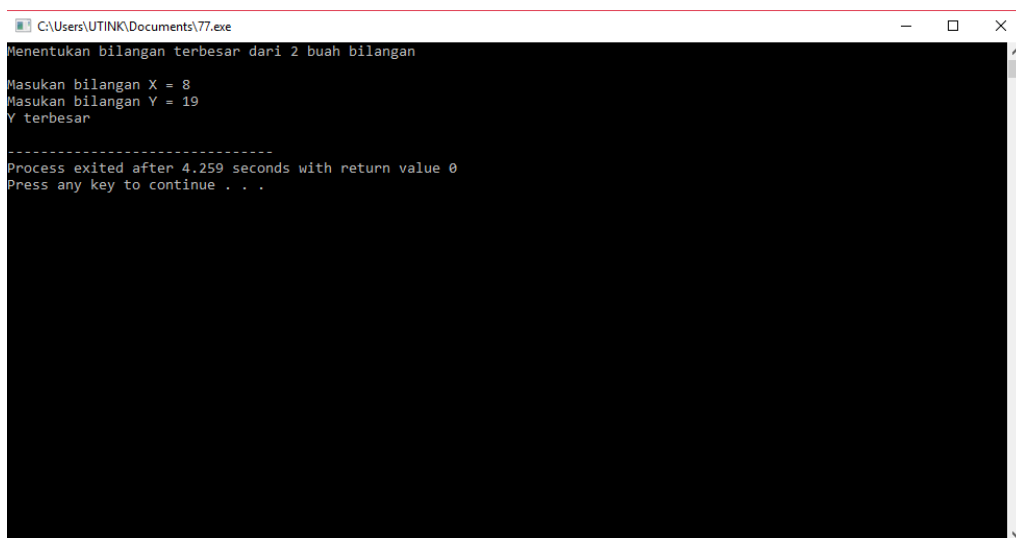 C:\Users\UTINK\Documents\77.exe
Menentukan bilangan terbesar dari 2 buah bilangan
Masukan bilangan X = 8
Masukan bilangan Y = 19
Y terbesar
--------------------------------
Process exited after 4.259 seconds with return value 0
Press any key to continue . . .